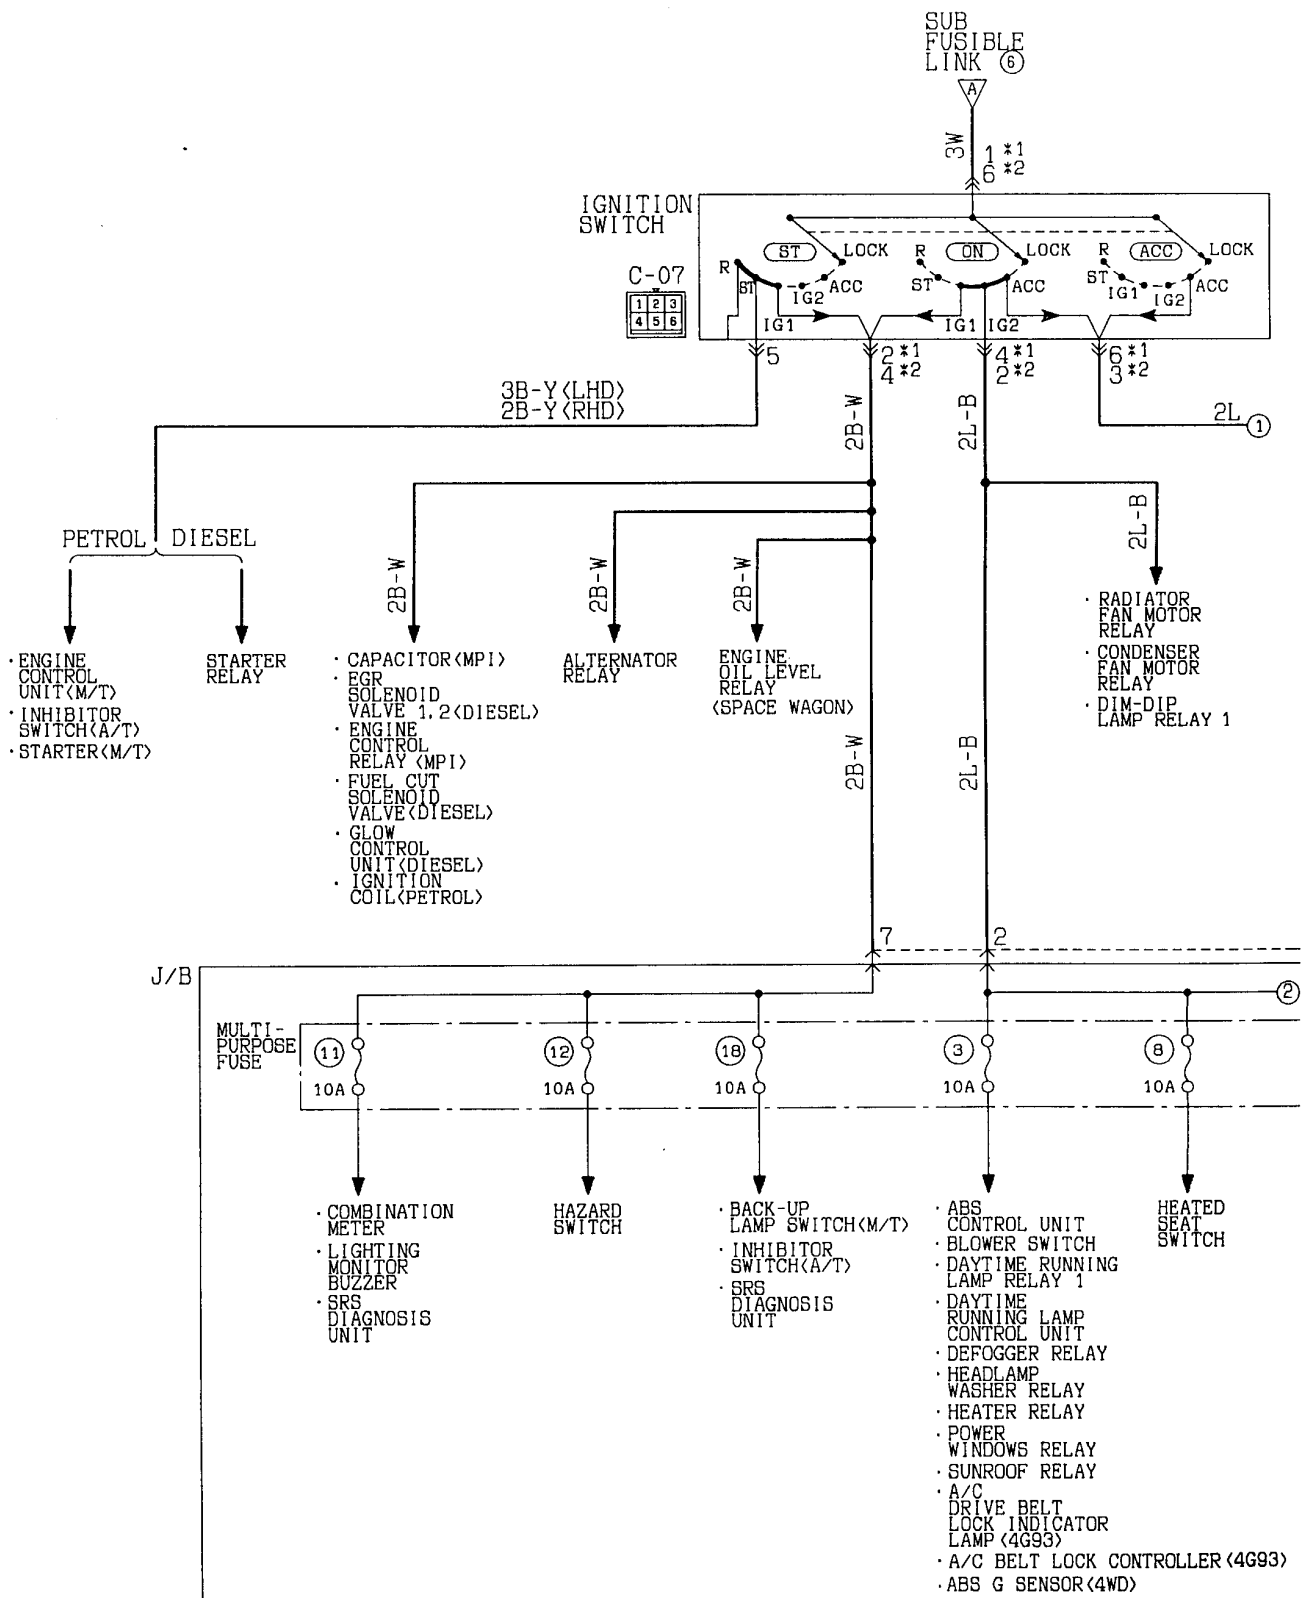 SUB
FUSIBLE
LINK 6
A
3W
1 *1
6 *2
IGNITION
SWITCH
ST
LOCK
R
ON
LOCK
R
ACC
LOCK
C-07
1 2 3
4 5 6
R
ST
IG1
IG2
ACC
ST
IG1
IG2
ACC
ST
IG1
IG2
ACC
5
2 *1
4 *2
4 *1
2 *2
6 *1
3 *2
3B-Y<LHD>
2B-Y<RHD>
2B-W
2L-B
2L
1
PETROL
DIESEL
2B-W
2B-W
2B-W
2L-B
· ENGINE
CONTROL
UNIT<M/T>
· INHIBITOR
SWITCH<A/T>
· STARTER<M/T>
STARTER
RELAY
· CAPACITOR<MPI>
· EGR
SOLENOID
VALVE 1,2<DIESEL>
· ENGINE
CONTROL
RELAY <MPI>
· FUEL CUT
SOLENOID
VALVE<DIESEL>
· GLOW
CONTROL
UNIT<DIESEL>
· IGNITION
COIL<PETROL>
ALTERNATOR
RELAY
ENGINE
OIL LEVEL
RELAY
<SPACE WAGON>
· RADIATOR
FAN MOTOR
RELAY
· CONDENSER
FAN MOTOR
RELAY
· DIM-DIP
LAMP RELAY 1
2B-W
2L-B
7
2
J/B
2
MULTI-
PURPOSE
FUSE
11
10A
12
10A
18
10A
3
10A
8
10A
· COMBINATION
METER
· LIGHTING
MONITOR
BUZZER
· SRS
DIAGNOSIS
UNIT
HAZARD
SWITCH
· BACK-UP
LAMP SWITCH<M/T>
· INHIBITOR
SWITCH<A/T>
· SRS
DIAGNOSIS
UNIT
· ABS
CONTROL UNIT
· BLOWER SWITCH
· DAYTIME RUNNING
LAMP RELAY 1
· DAYTIME
RUNNING LAMP
CONTROL UNIT
· DEFOGGER RELAY
· HEADLAMP
WASHER RELAY
· HEATER RELAY
· POWER
WINDOWS RELAY
· SUNROOF RELAY
· A/C
DRIVE BELT
LOCK INDICATOR
LAMP <4G93>
· A/C BELT LOCK CONTROLLER <4G93>
· ABS G SENSOR<4WD>
HEATED
SEAT
SWITCH